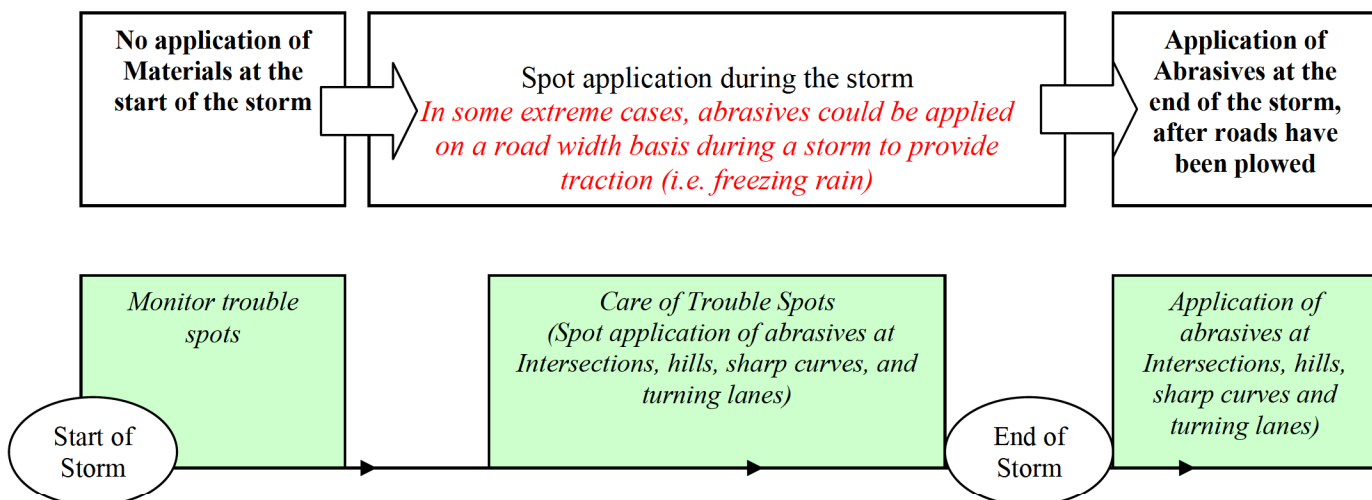 No application of
Materials at the
start of the storm
Spot application during the storm
In some extreme cases, abrasives could be applied
on a road width basis during a storm to provide
traction (i.e. freezing rain)
Application of
Abrasives at the
end of the storm,
after roads have
been plowed
Monitor trouble
spots
Care of Trouble Spots
(Spot application of abrasives at
Intersections, hills, sharp curves, and
turning lanes)
Application of
abrasives at
Intersections, hills,
sharp curves and
turning lanes)
Start of
Storm
End of
Storm